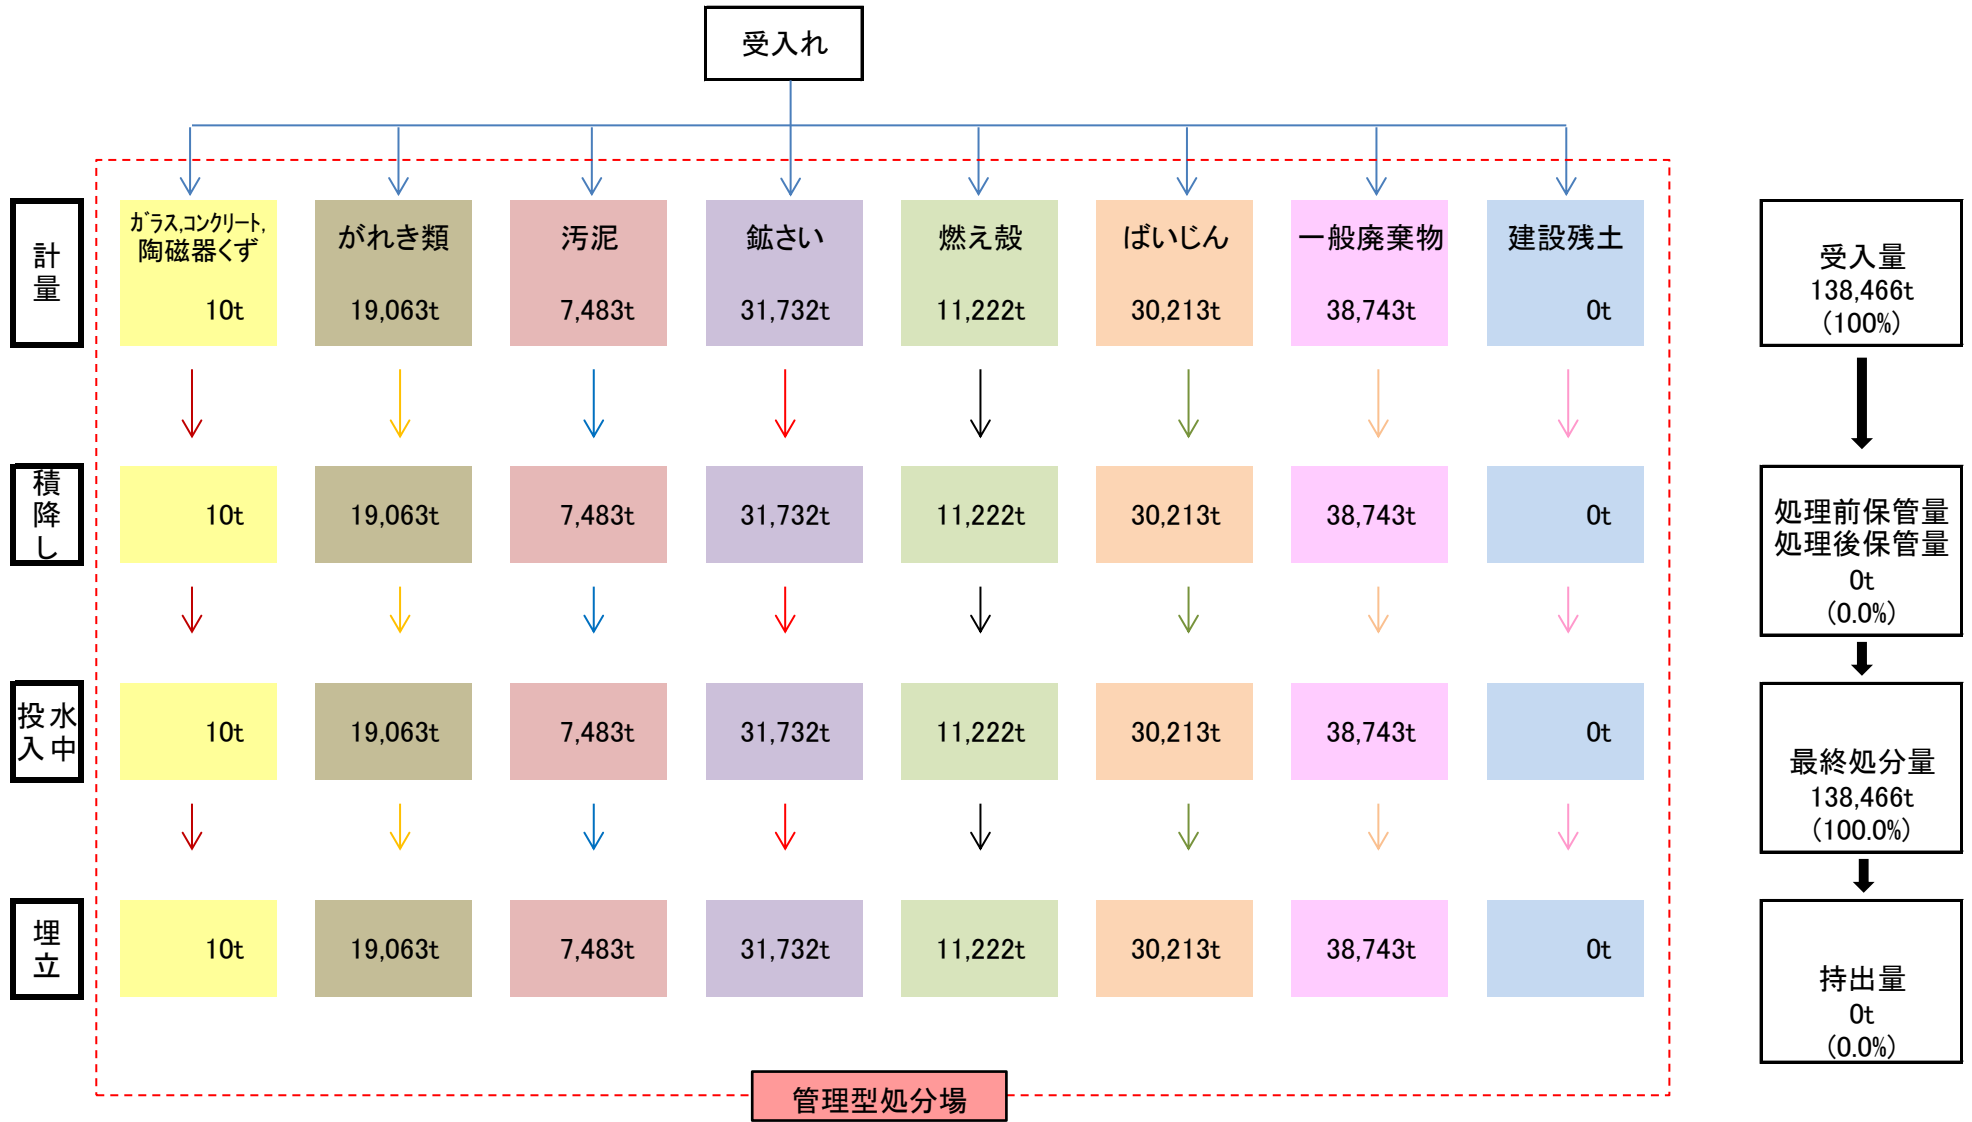 受入れ
計
量
ガラス,コンクリート,
陶磁器くず
10t
がれき類
19,063t
汚泥
7,483t
鉱さい
31,732t
燃え殻
11,222t
ばいじん
30,213t
一般廃棄物
38,743t
建設残土
0t
受入量
138,466t
(100%)
積
降
し
10t
19,063t
7,483t
31,732t
11,222t
30,213t
38,743t
0t
処理前保管量
処理後保管量
0t
(0.0%)
投水
入中
10t
19,063t
7,483t
31,732t
11,222t
30,213t
38,743t
0t
最終処分量
138,466t
(100.0%)
埋
立
10t
19,063t
7,483t
31,732t
11,222t
30,213t
38,743t
0t
持出量
0t
(0.0%)
管理型処分場